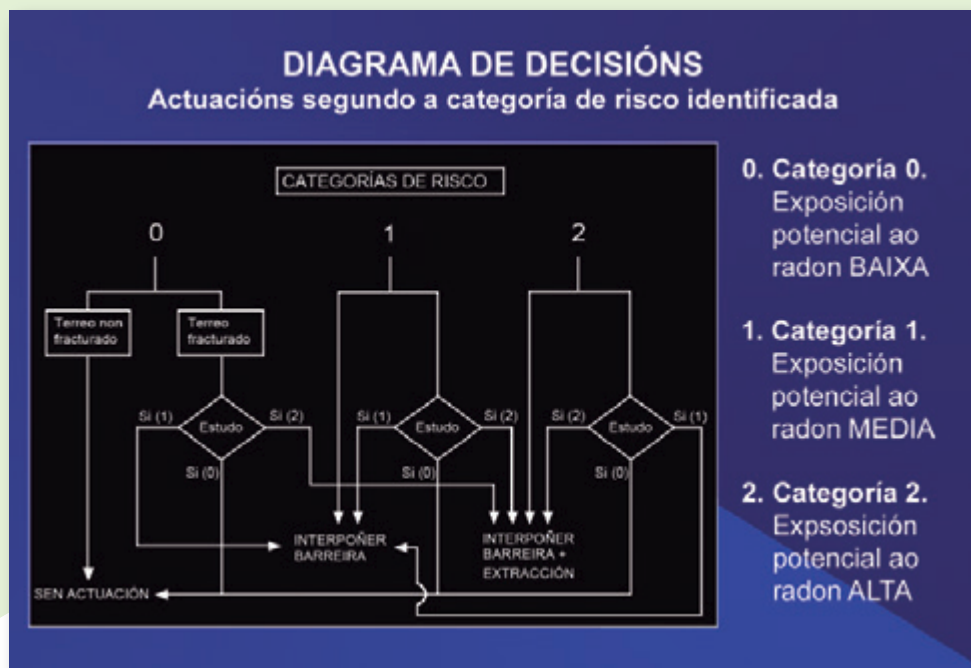 DIAGRAMA DE DECISIÓNS
Actuacións segundo a categoría de risco identificada
CATEGORÍAS DE RISCO
0
1
2
Terreo non
fracturado
Terreo
fracturado
Si (1)
Estudo
Si (2)
Si (0)
Si (1)
Estudo
Si (2)
Si (0)
Si (2)
Estudo
Si (1)
Si (0)
INTERPOÑER
BARREIRA
INTERPOÑER
BARREIRA +
EXTRACCIÓN
SEN ACTUACIÓN
0. Categoría 0.
Exposición
potencial ao
radon BAIXA
1. Categoría 1.
Exposición
potencial ao
radon MEDIA
2. Categoría 2.
Expsosición
potencial ao
radon ALTA